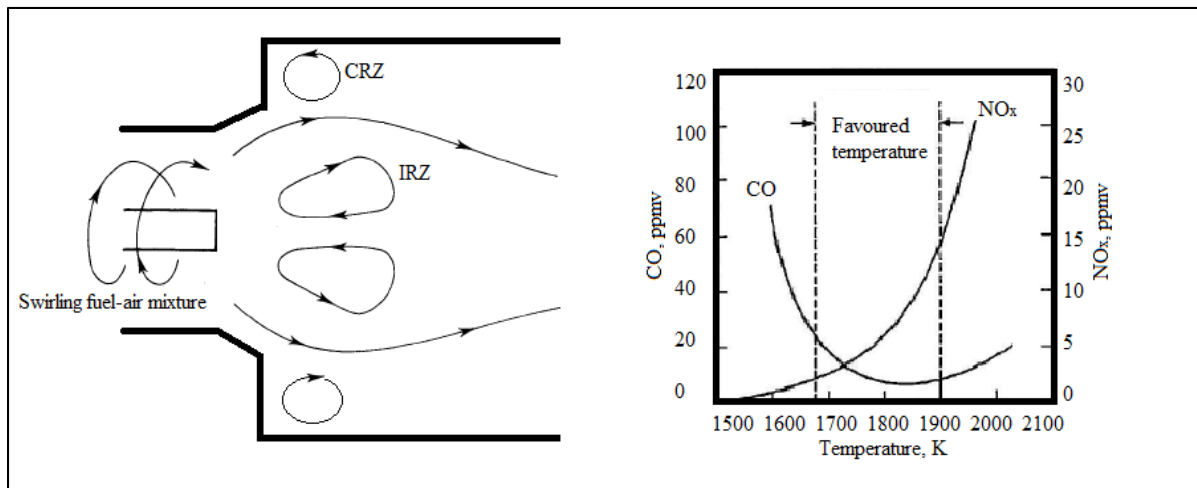 CRZ
IRZ
Swirling fuel-air mixture
120
100
80
60
40
20
0
CO, ppmv
30
25
20
15
10
5
0
NOx, ppmv
Favoured
temperature
NOx
CO
1500 1600 1700 1800 1900 2000 2100
Temperature, K